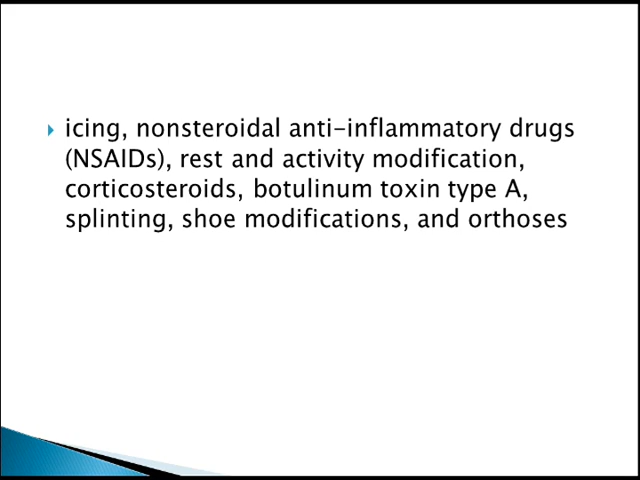 icing, nonsteroidal anti-inflammatory drugs
(NSAIDs), rest and activity modification,
corticosteroids, botulinum toxin type A,
splinting, shoe modifications, and orthoses